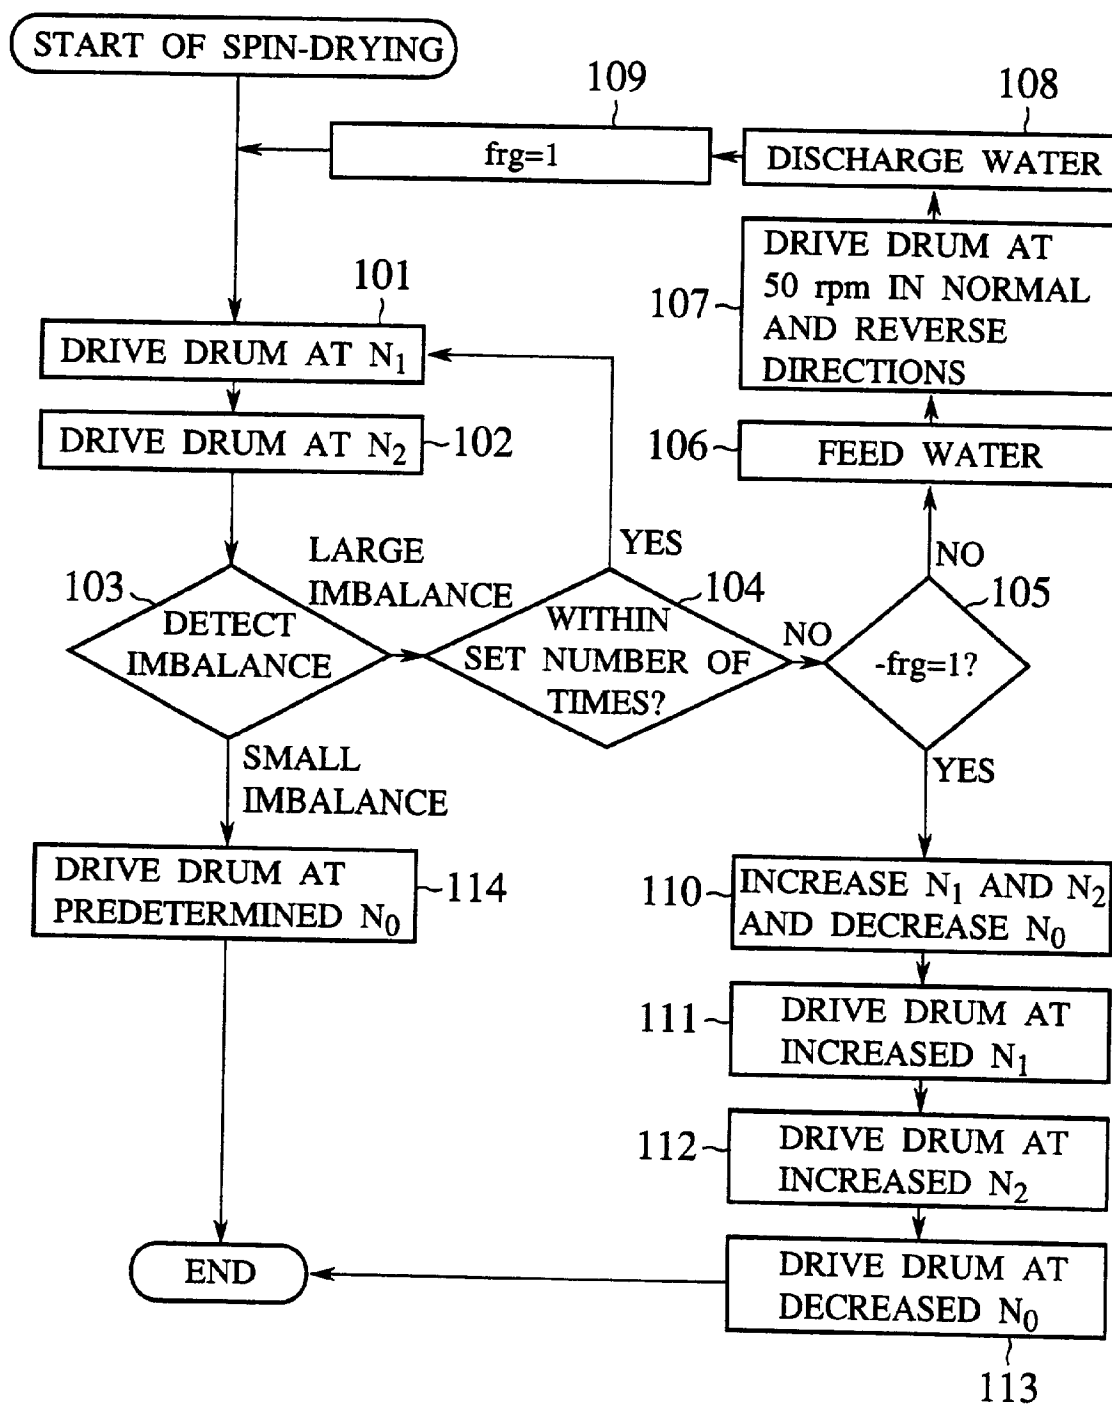 START OF SPIN-DRYING
109
108
frg=1
DISCHARGE WATER
101
107
DRIVE DRUM AT
50 rpm IN NORMAL
AND REVERSE
DIRECTIONS
DRIVE DRUM AT N1
DRIVE DRUM AT N2
102
106
FEED WATER
LARGE
IMBALANCE
YES
NO
103
DETECT
IMBALANCE
104
WITHIN
SET NUMBER OF
TIMES?
NO
105
-frg=1?
SMALL
IMBALANCE
YES
DRIVE DRUM AT
PREDETERMINED N0
114
110
INCREASE N1 AND N2
AND DECREASE N0
111
DRIVE DRUM AT
INCREASED N1
112
DRIVE DRUM AT
INCREASED N2
END
DRIVE DRUM AT
DECREASED N0
113